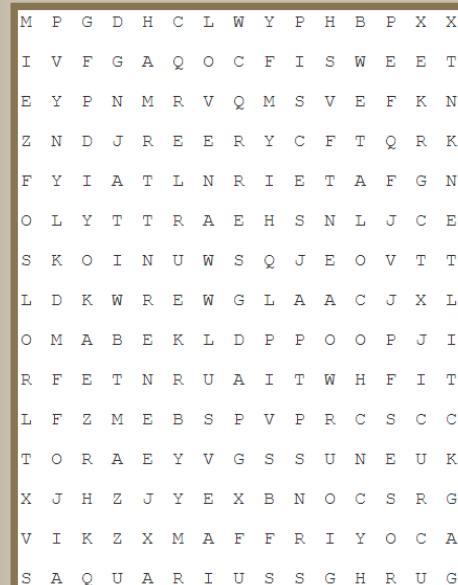 M P G D H C L W Y P H B P X X
I V F G A Q O C F I S W E E T
E Y P N M R V Q M S V E F K N
Z N D J R E E R Y C F T Q R K
F Y I A T L N R I E T A F G N
O L Y T T R A E H S N L J C E
S K O I N U W S Q J E O V T T
L D K W R E W G L A A C J X L
O M A B E K L D P P O O P J I
R F E T N R U A I T W H F I T
L F Z M E B S P V P R C S C C
T O R A E Y V G S S U N E U K
X J H Z J Y E X B N O C S R G
V I K Z X M A F F R I Y O C A
S A Q U A R I U S S G H R U G